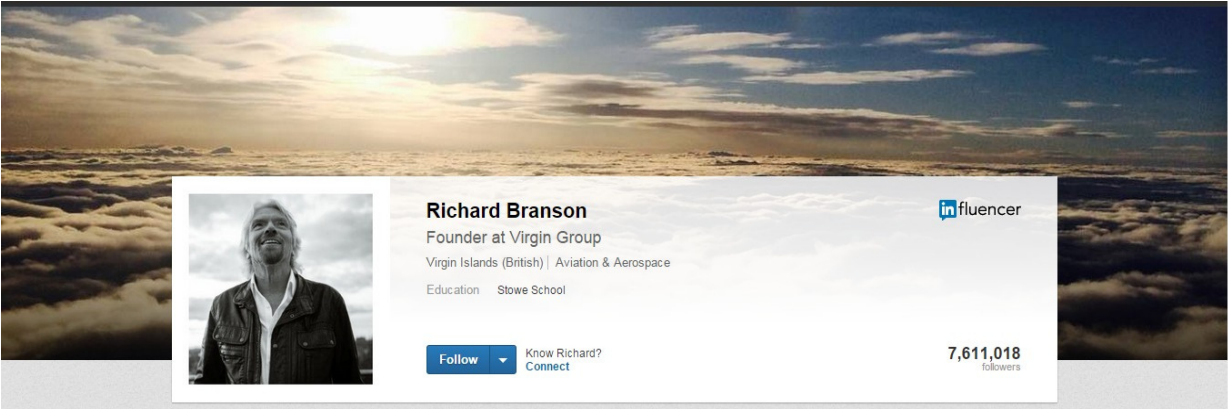 Richard Branson
influencer
Founder at Virgin Group
Virgin Islands (British) | Aviation & Aerospace
Education Stowe School
Follow
Know Richard?
Connect
7,611,018
followers